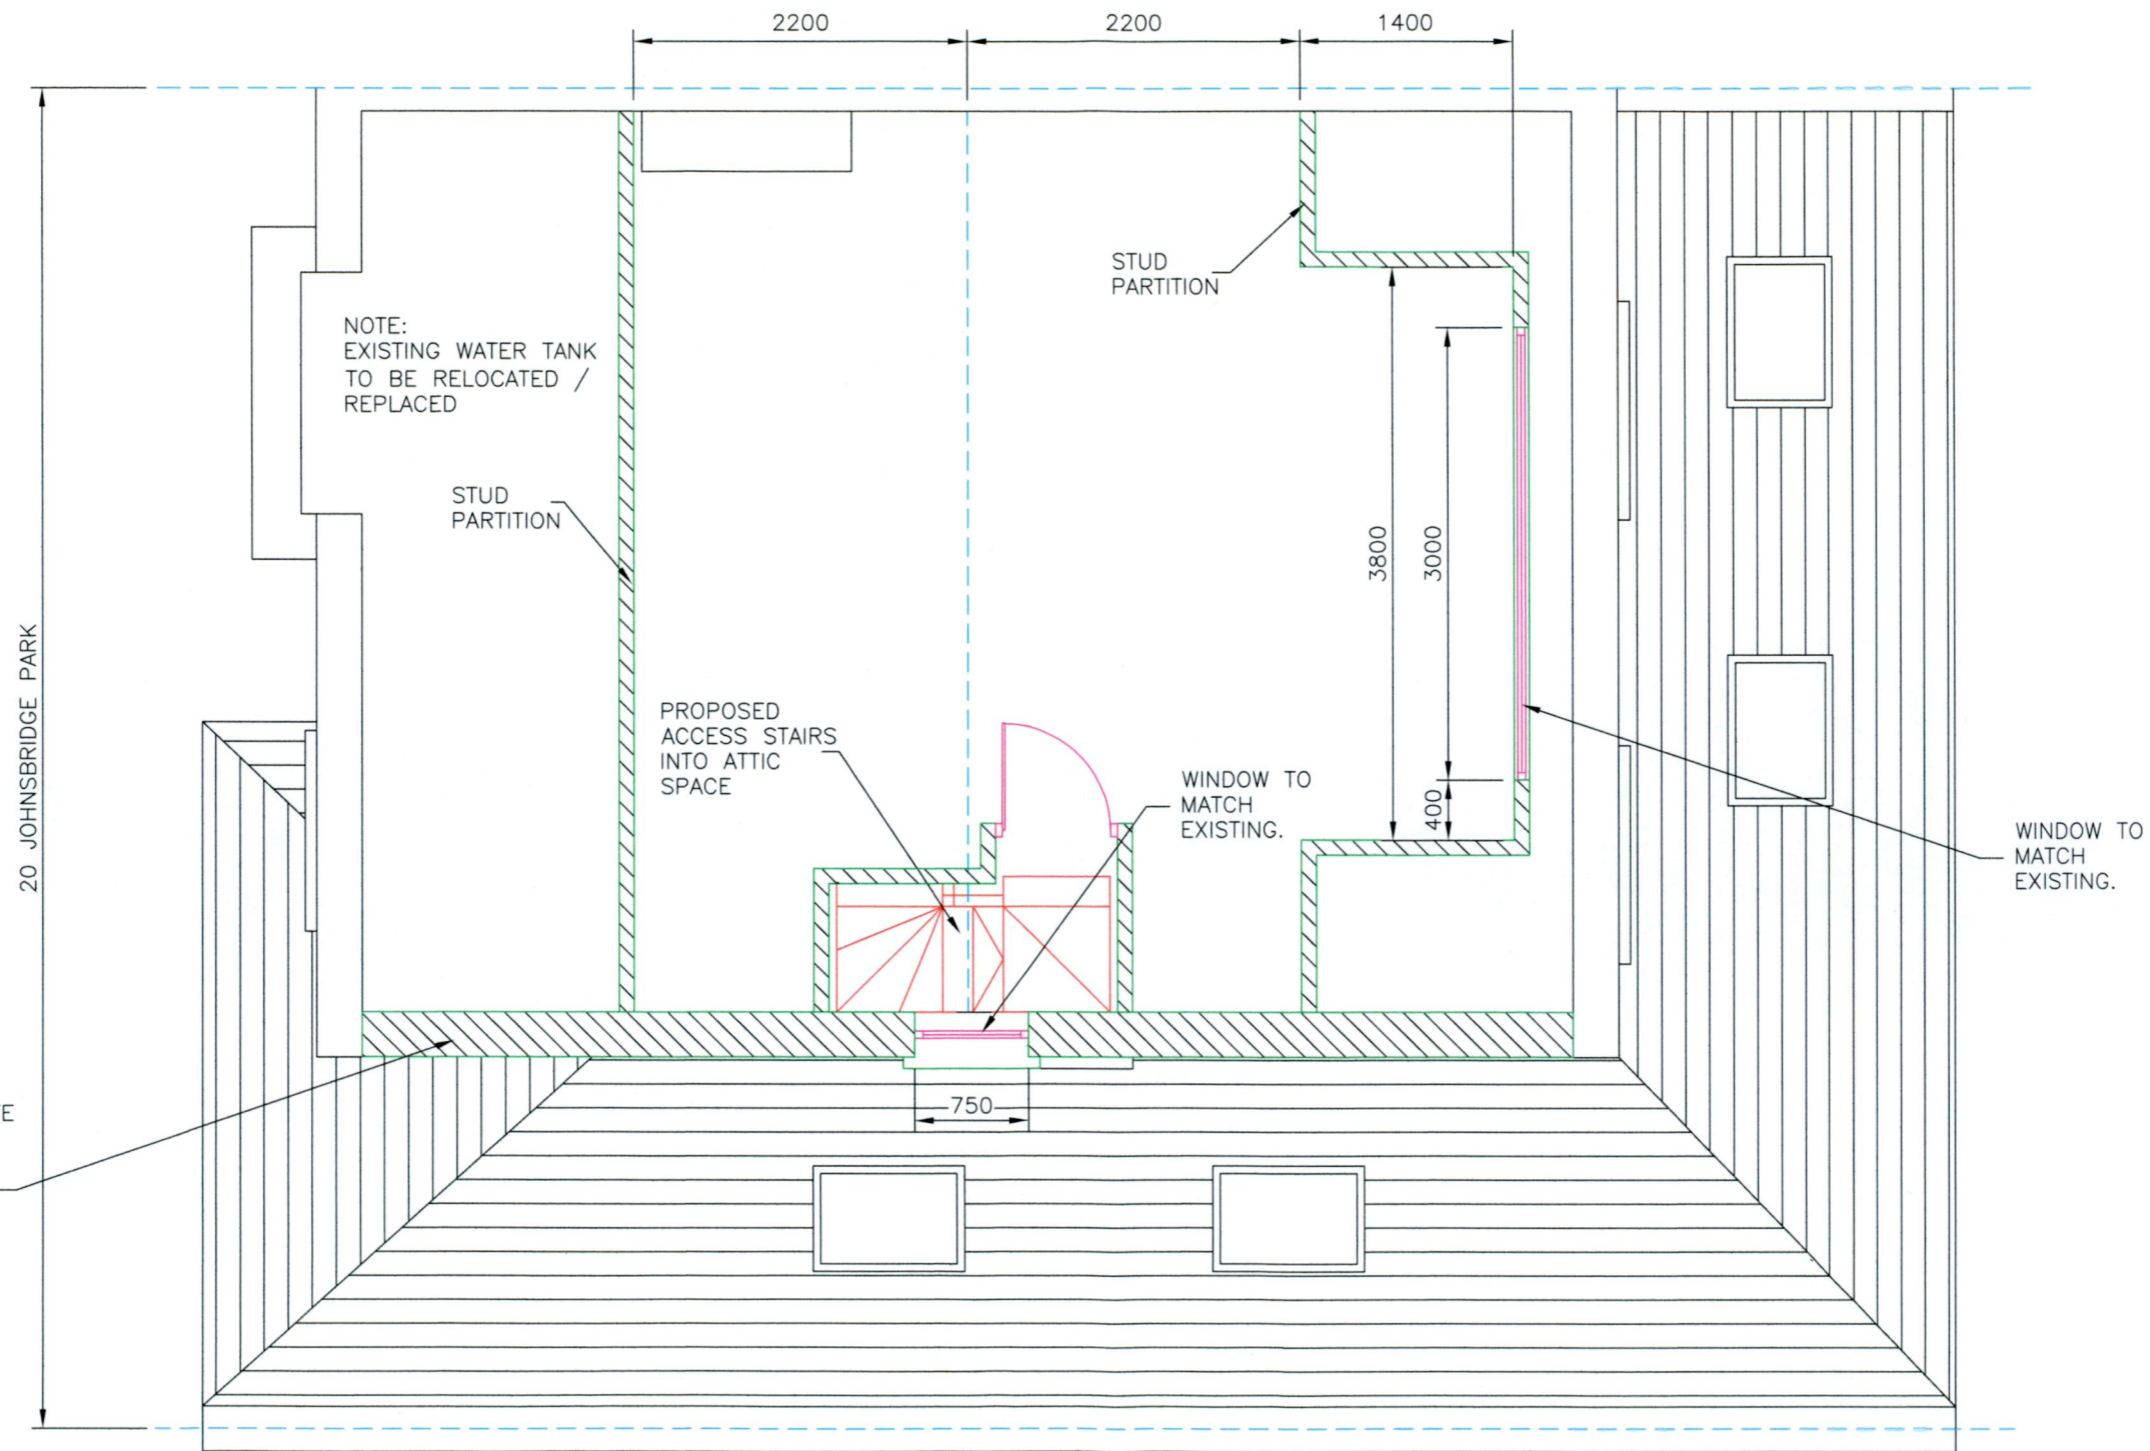 2200
2200
1400
STUD
PARTITION
NOTE:
EXISTING WATER TANK
TO BE RELOCATED /
REPLACED
STUD
PARTITION
3800
3000
20 JOHNSBRIDGE PARK
PROPOSED
ACCESS STAIRS
INTO ATTIC
SPACE
WINDOW TO
MATCH
EXISTING.
400
WINDOW TO
MATCH
EXISTING.
750